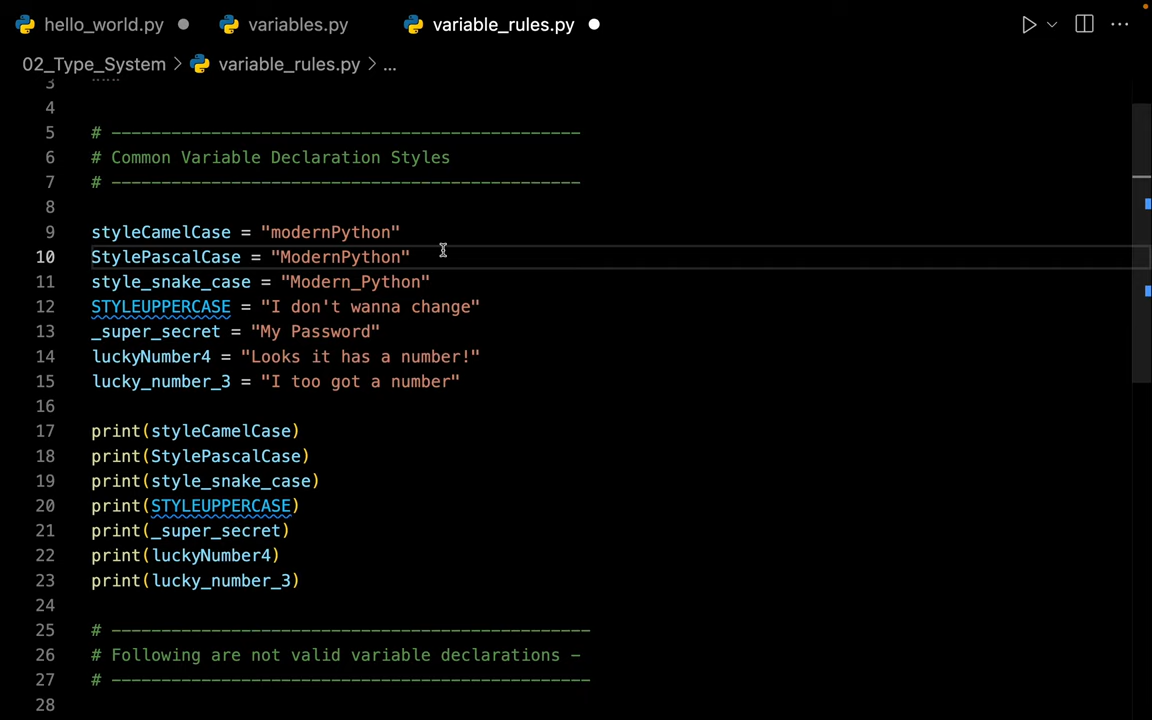 hello_world.py variables.py variable_rules.py
02_Type_System > variable_rules.py > ...
3 """
4
5 # -----------------------------------------------
6 # Common Variable Declaration Styles
7 # -----------------------------------------------
8
9 styleCamelCase = "modernPython"
10 StylePascalCase = "ModernPython"
11 style_snake_case = "Modern_Python"
12 STYLEUPPERCASE = "I don't wanna change"
13 _super_secret = "My Password"
14 luckyNumber4 = "Looks it has a number!"
15 lucky_number_3 = "I too got a number"
16
17 print(styleCamelCase)
18 print(StylePascalCase)
19 print(style_snake_case)
20 print(STYLEUPPERCASE)
21 print(_super_secret)
22 print(luckyNumber4)
23 print(lucky_number_3)
24
25 # ------------------------------------------------
26 # Following are not valid variable declarations -
27 # ------------------------------------------------
28